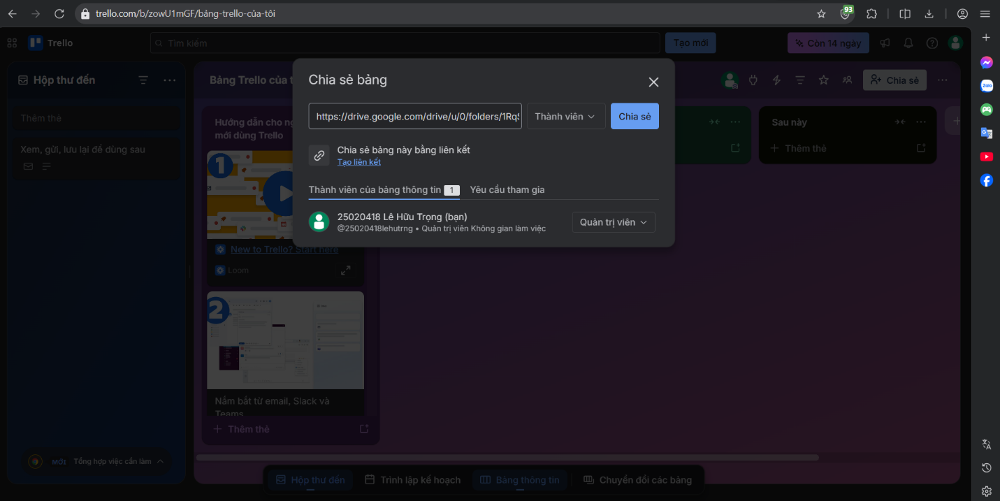 trello.com/b/zowU1mGF/bảng-trello-của-tôi
93
Trello
Tìm kiếm
Tạo mới
Còn 14 ngày
Hộp thư đến
Thêm thẻ
Xem, gửi, lưu lại để dùng sau
Bảng Trello của t
Chia sẻ
Hướng dẫn cho ng
mới dùng Trello
1
New to Trello? Start here
Loom
2
Nắm bắt từ email, Slack và
Teams
Thêm thẻ
Sau này
Thêm thẻ
Chia sẻ bảng
https://drive.google.com/drive/u/0/folders/1RqS
Thành viên
Chia sẻ
Chia sẻ bảng này bằng liên kết
Tạo liên kết
Thành viên của bảng thông tin 1
Yêu cầu tham gia
25020418 Lê Hữu Trọng (bạn)
@25020418lehutrng • Quản trị viên Không gian làm việc
Quản trị viên
MỚI
Tổng hợp việc cần làm
Hộp thư đến
Trình lập kế hoạch
Bảng thông tin
Chuyển đổi các bảng
Zalo